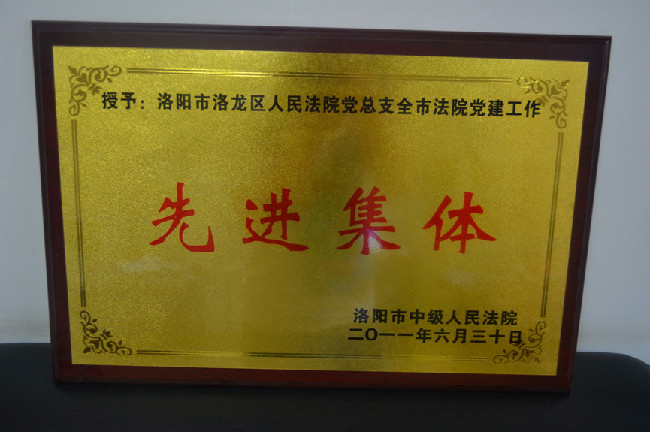 授予：洛阳市洛龙区人民法院党总支全市法院党建工作
先进集体
洛阳市中级人民法院
二〇一一年六月三十日